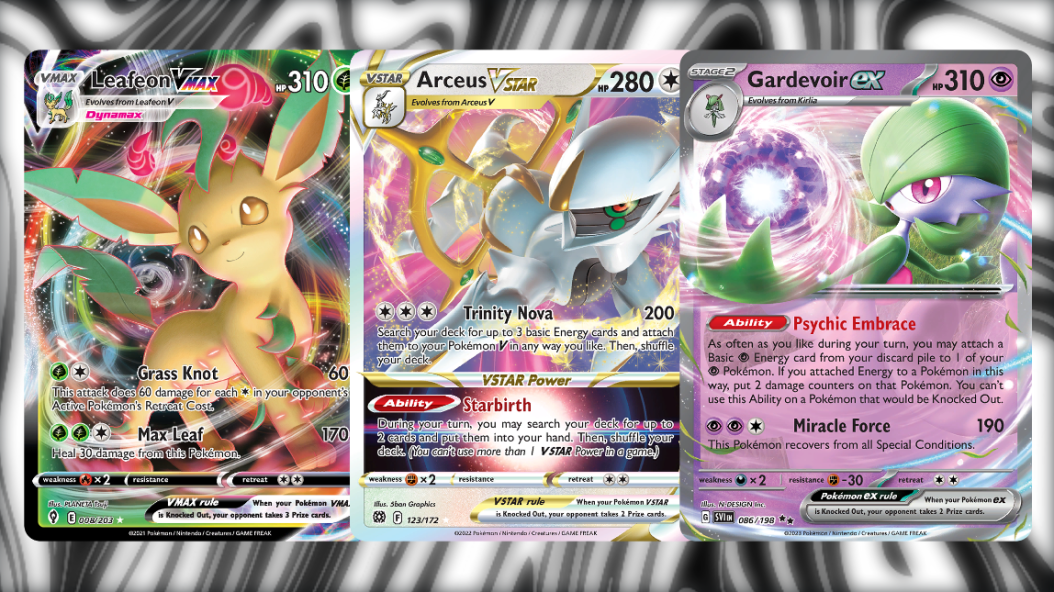 VMAX
Leafeon VMAX
HP 310
Evolves from Leafeon V
Dynamax
Grass Knot 60
This attack does 60 damage for each in your opponent's
Active Pokémon's Retreat Cost.
Max Leaf 170
Heal 30 damage from this Pokémon.
weakness ×2 resistance retreat
Illus. PLANETA Tsuji
VMAX rule
When your Pokémon VMAX
is Knocked Out, your opponent takes 3 Prize cards.
E 008/203
©2021 Pokémon / Nintendo / Creatures / GAME FREAK
VSTAR
Arceus VSTAR
HP 280
Evolves from Arceus V
Trinity Nova 200
Search your deck for up to 3 basic Energy cards and attach
them to your Pokémon V in any way you like. Then, shuffle
your deck.
VSTAR Power
Ability Starbirth
During your turn, you may search your deck for up to
2 cards and put them into your hand. Then, shuffle your
deck. (You can't use more than 1 VSTAR Power in a game.)
weakness ×2 resistance retreat
Illus. 5ban Graphics
VSTAR rule
When your Pokémon VSTAR
is Knocked Out, your opponent takes 2 Prize cards.
F 123/172
©2022 Pokémon / Nintendo / Creatures / GAME FREAK
STAGE 2
Gardevoir ex
HP 310
Evolves from Kirlia
Ability Psychic Embrace
As often as you like during your turn, you may attach a
Basic Energy card from your discard pile to 1 of your
Pokémon. If you attached Energy to a Pokémon in this
way, put 2 damage counters on that Pokémon. You can't
use this Ability on a Pokémon that would be Knocked Out.
Miracle Force 190
This Pokémon recovers from all Special Conditions.
weakness ×2 resistance -30 retreat
Illus. N-DESIGN Inc.
Pokémon ex rule
When your Pokémon ex
is Knocked Out, your opponent takes 2 Prize cards.
G SVI EN 086/198
©2023 Pokémon / Nintendo / Creatures / GAME FREAK